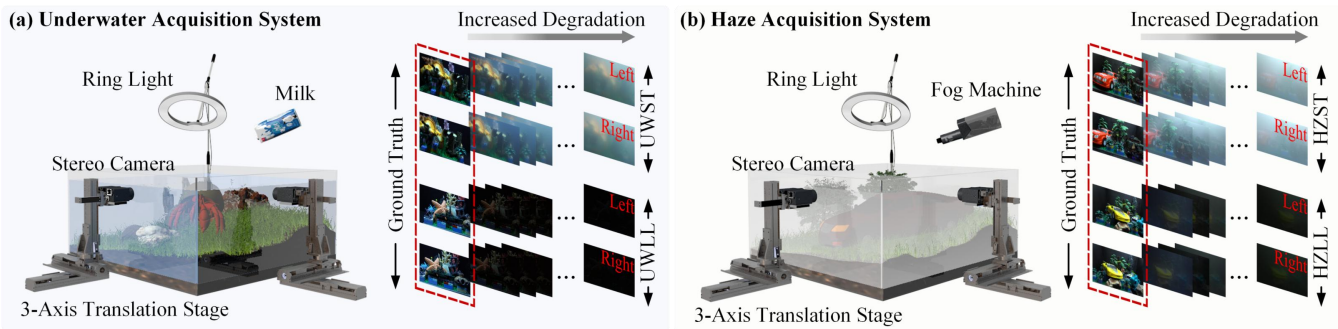 (a) Underwater Acquisition System
Increased Degradation
Ring Light
Milk
Stereo Camera
3-Axis Translation Stage
Ground Truth
Left
Right
UWST
Left
Right
UWLL
(b) Haze Acquisition System
Increased Degradation
Ring Light
Fog Machine
Stereo Camera
3-Axis Translation Stage
Ground Truth
Left
Right
HZST
Left
Right
HZLL